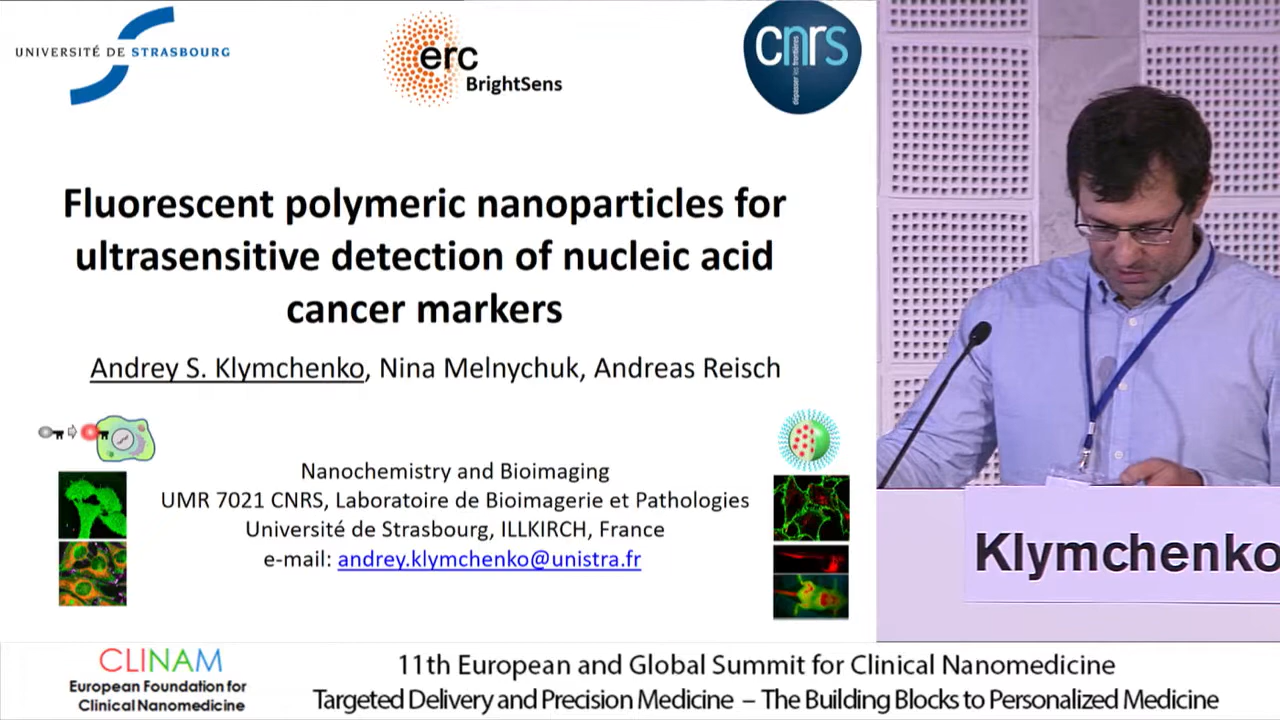 UNIVERSITÉ DE STRASBOURG
erc
BrightSens
cnrs
dépasser les frontières
Fluorescent polymeric nanoparticles for
ultrasensitive detection of nucleic acid
cancer markers
Andrey S. Klymchenko, Nina Melnychuk, Andreas Reisch
Nanochemistry and Bioimaging
UMR 7021 CNRS, Laboratoire de Bioimagerie et Pathologies
Université de Strasbourg, ILLKIRCH, France
e-mail: andrey.klymchenko@unistra.fr
Klymchenko
CLINAM
European Foundation for
Clinical Nanomedicine
11th European and Global Summit for Clinical Nanomedicine
Targeted Delivery and Precision Medicine – The Building Blocks to Personalized Medicine